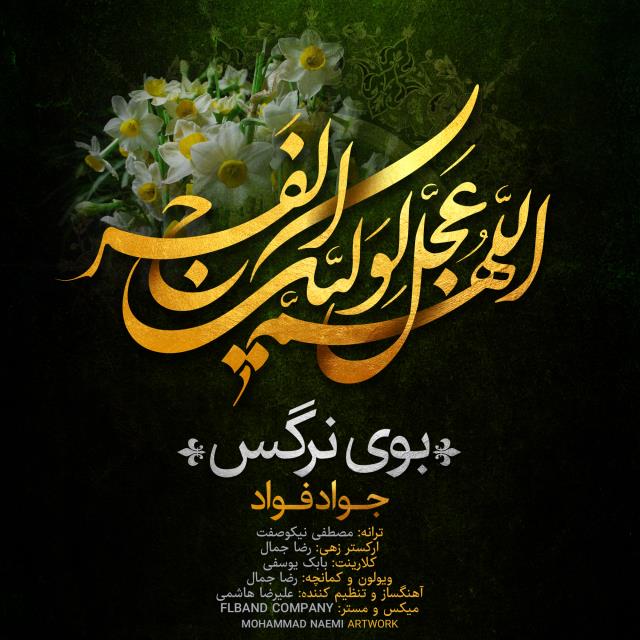 اللهم عجل لولیک الفرج
بوی نرگس
جواد فواد
ترانه: مصطفی نیکوصفت
ارکستر زهی: رضا جمال
کلارینت: بابک یوسفی
ویولون و کمانچه: رضا جمال
آهنگساز و تنظیم کننده: علیرضا هاشمی
میکس و مستر: FLBAND COMPANY
MOHAMMAD NAEMI ARTWORK